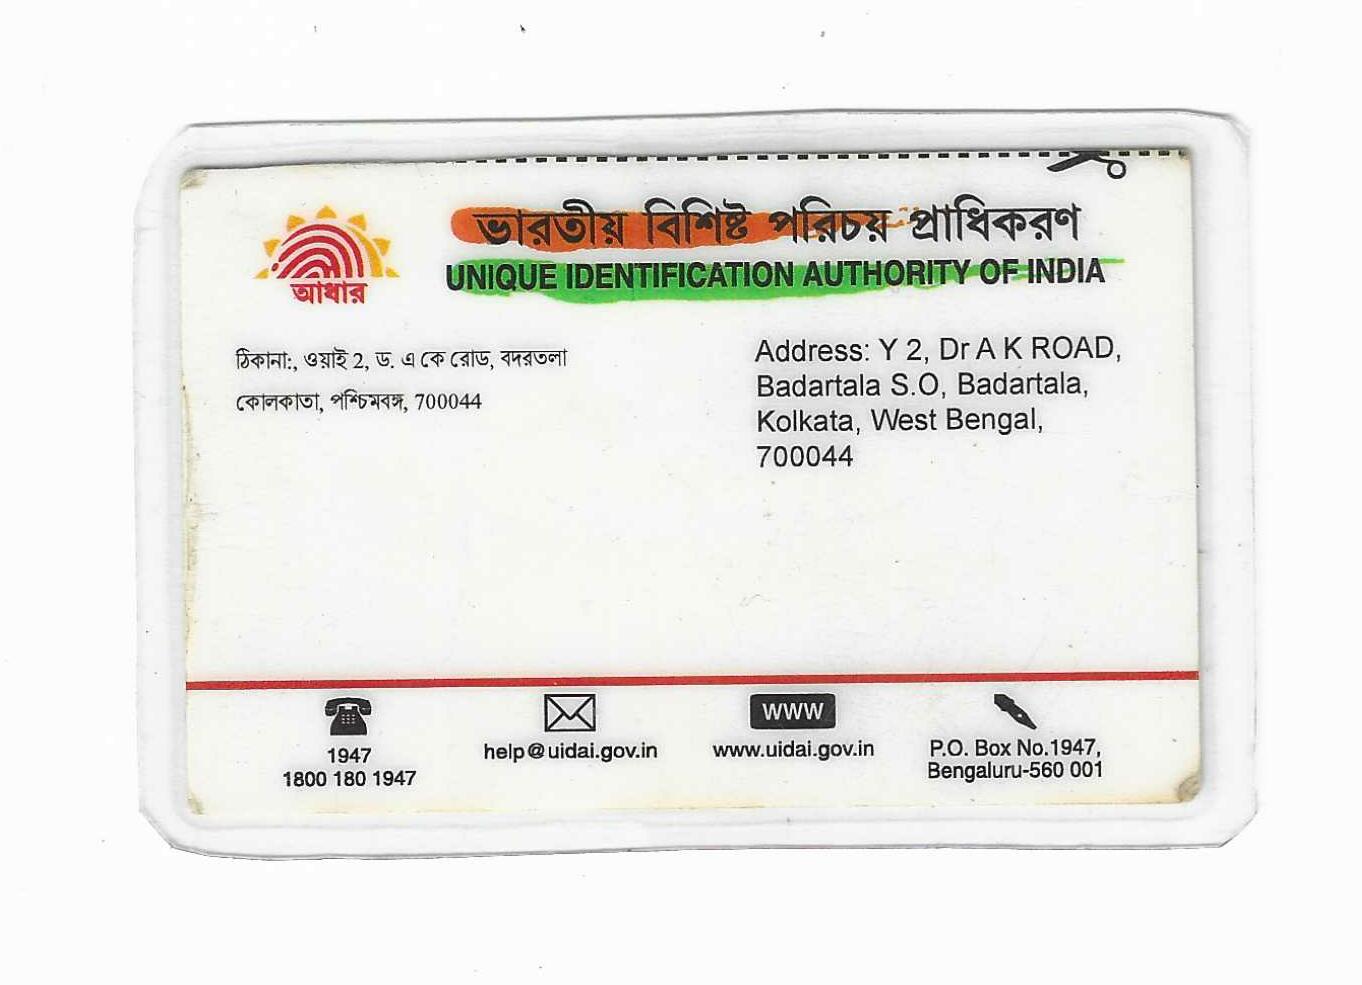 ভারতীয় বিশিষ্ট পরিচয় প্রাধিকরণ
UNIQUE IDENTIFICATION AUTHORITY OF INDIA
আধার
ঠিকানা:, ওয়াই 2, ড. এ কে রোড, বদরতলা
কোলকাতা, পশ্চিমবঙ্গ, 700044
Address: Y 2, Dr A K ROAD,
Badartala S.O, Badartala,
Kolkata, West Bengal,
700044
1947
1800 180 1947
help@uidai.gov.in
www
www.uidai.gov.in
P.O. Box No.1947,
Bengaluru-560 001